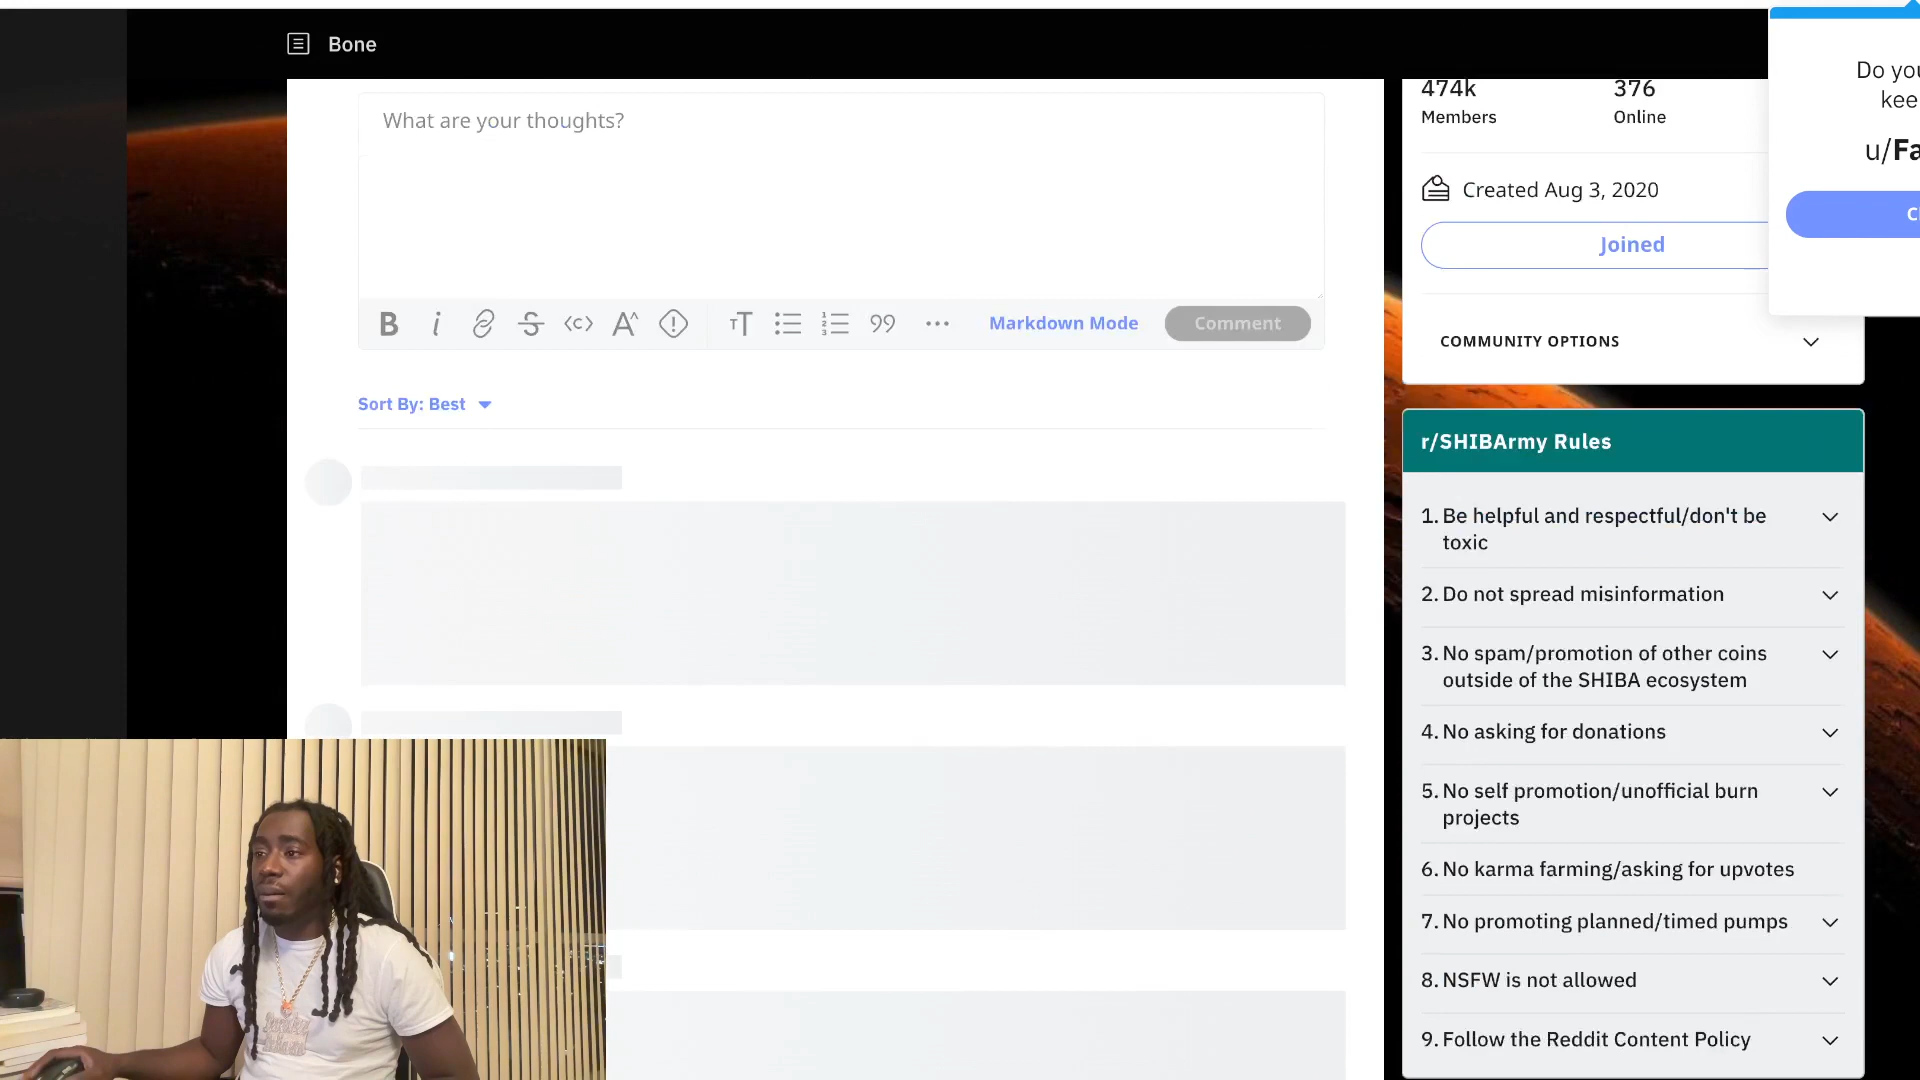 Bone
What are your thoughts?
Markdown Mode
Comment
Sort By: Best
474k
376
Members
Online
Created Aug 3, 2020
Joined
COMMUNITY OPTIONS
r/SHIBArmy Rules
1. Be helpful and respectful/don't be
toxic
2. Do not spread misinformation
3. No spam/promotion of other coins
outside of the SHIBA ecosystem
4. No asking for donations
5. No self promotion/unofficial burn
projects
6. No karma farming/asking for upvotes
7. No promoting planned/timed pumps
8. NSFW is not allowed
9. Follow the Reddit Content Policy
Do you
kee
u/Fa